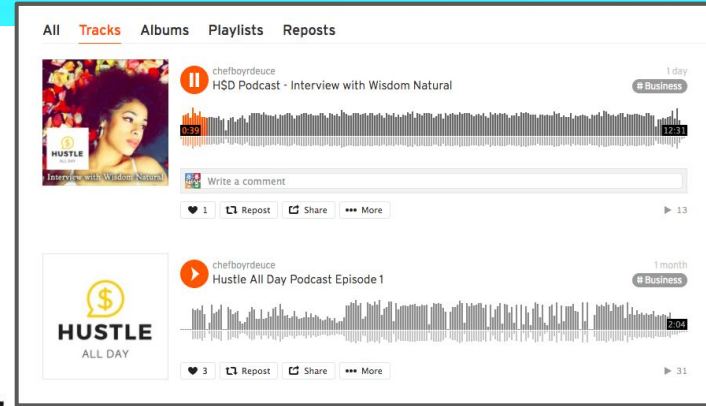 All Tracks Albums Playlists Reposts
chefboyrdeuce 1 day
H$D Podcast - Interview with Wisdom Natural # Business
0:39 12:31
$
HUSTLE
ALL DAY
Interview with Wisdom Natural
Write a comment
1 Repost Share More 13
chefboyrdeuce 1 month
Hustle All Day Podcast Episode 1 # Business
2:04
$
HUSTLE
ALL DAY
3 Repost Share More 31